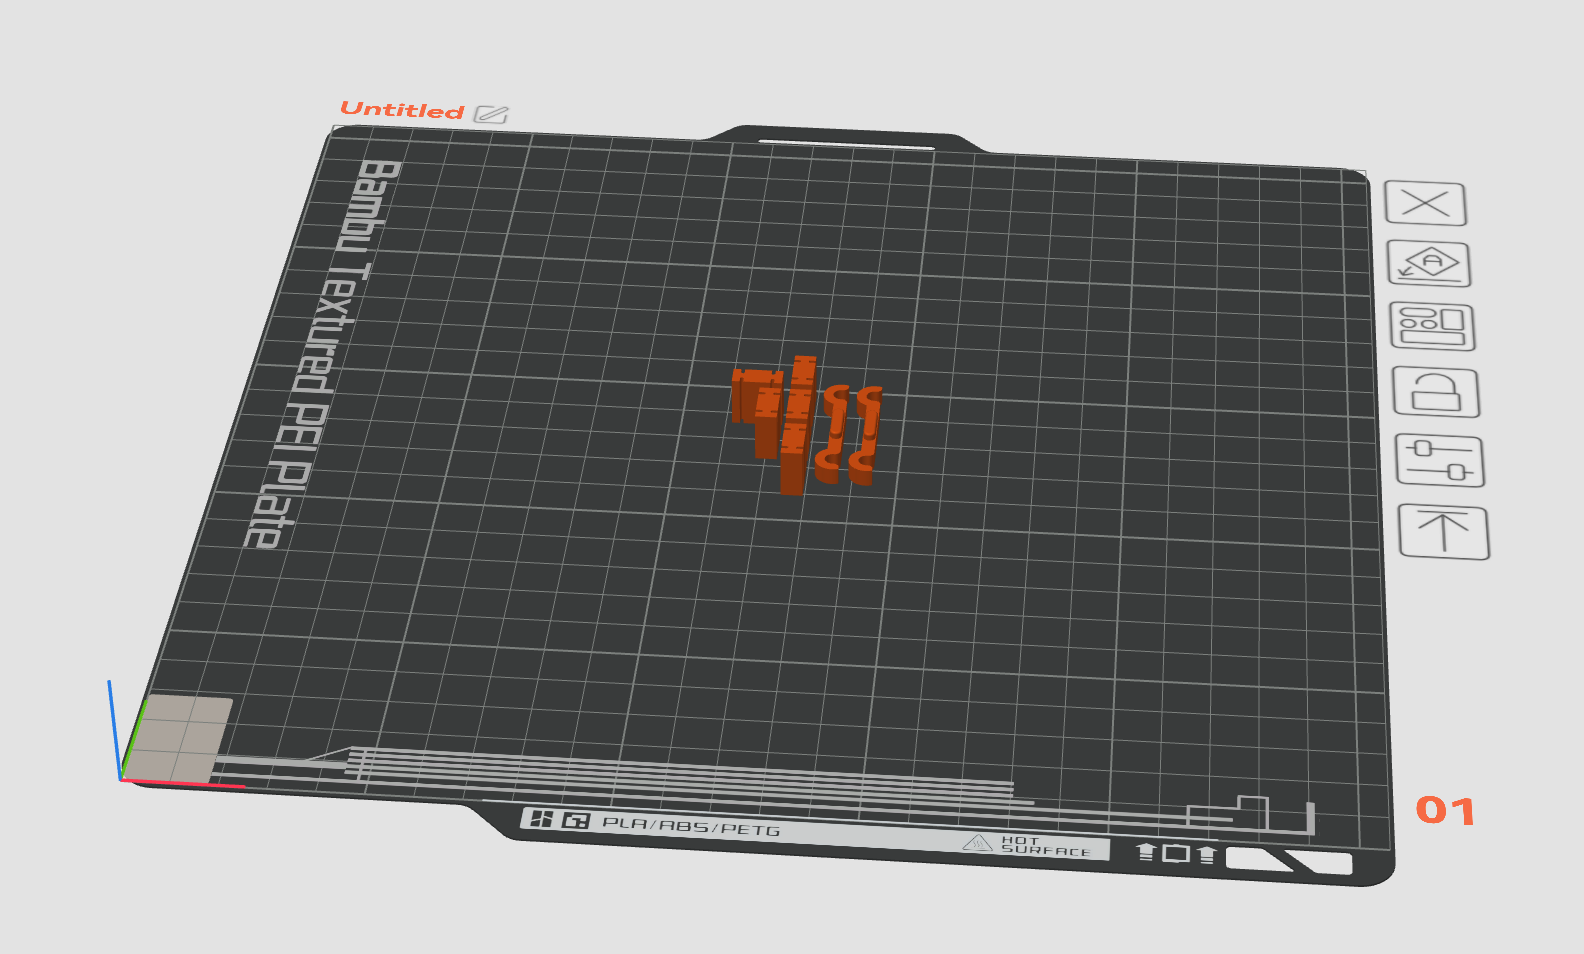 Untitled
Bambu Textured PEI Plate
A
01
PLA/ABS/PETG
HOT
SURFACE